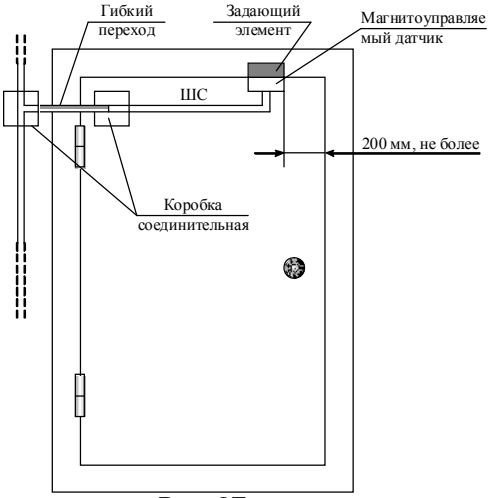 Гибкий
переход
Задающий
элемент
Магнитоуправляе
мый датчик
ШС
200 мм, не более
Коробка
соединительная